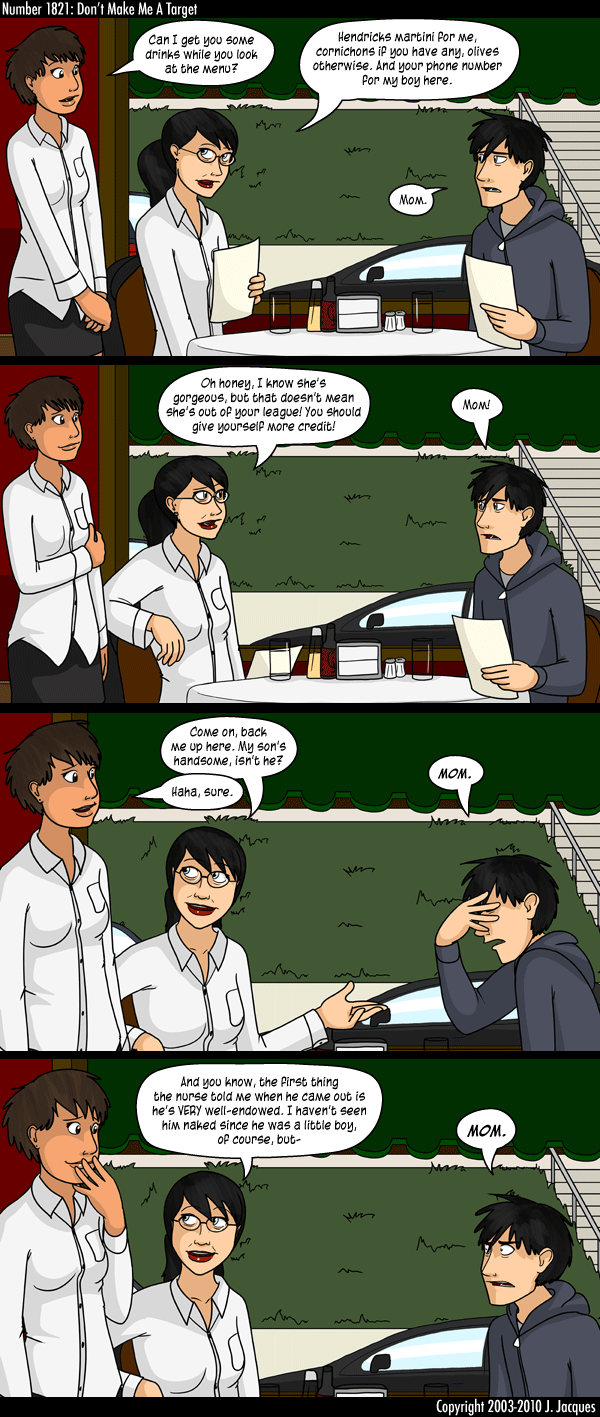 Number 1821: Don't Make Me A Target
Can I get you some
drinks while you look
at the menu?
Hendricks martini for me,
cornichons if you have any, olives
otherwise. And your phone number
for my boy here.
Mom.
Oh honey, I know she's
gorgeous, but that doesn't mean
she's out of your league! You should
give yourself more credit!
Mom!
Come on, back
me up here. My son's
handsome, isn't he?
Haha, sure.
MOM.
And you know, the first thing
the nurse told me when he came out is
he's VERY well-endowed. I haven't seen
him naked since he was a little boy,
of course, but-
MOM.
Copyright 2003-2010 J. Jacques